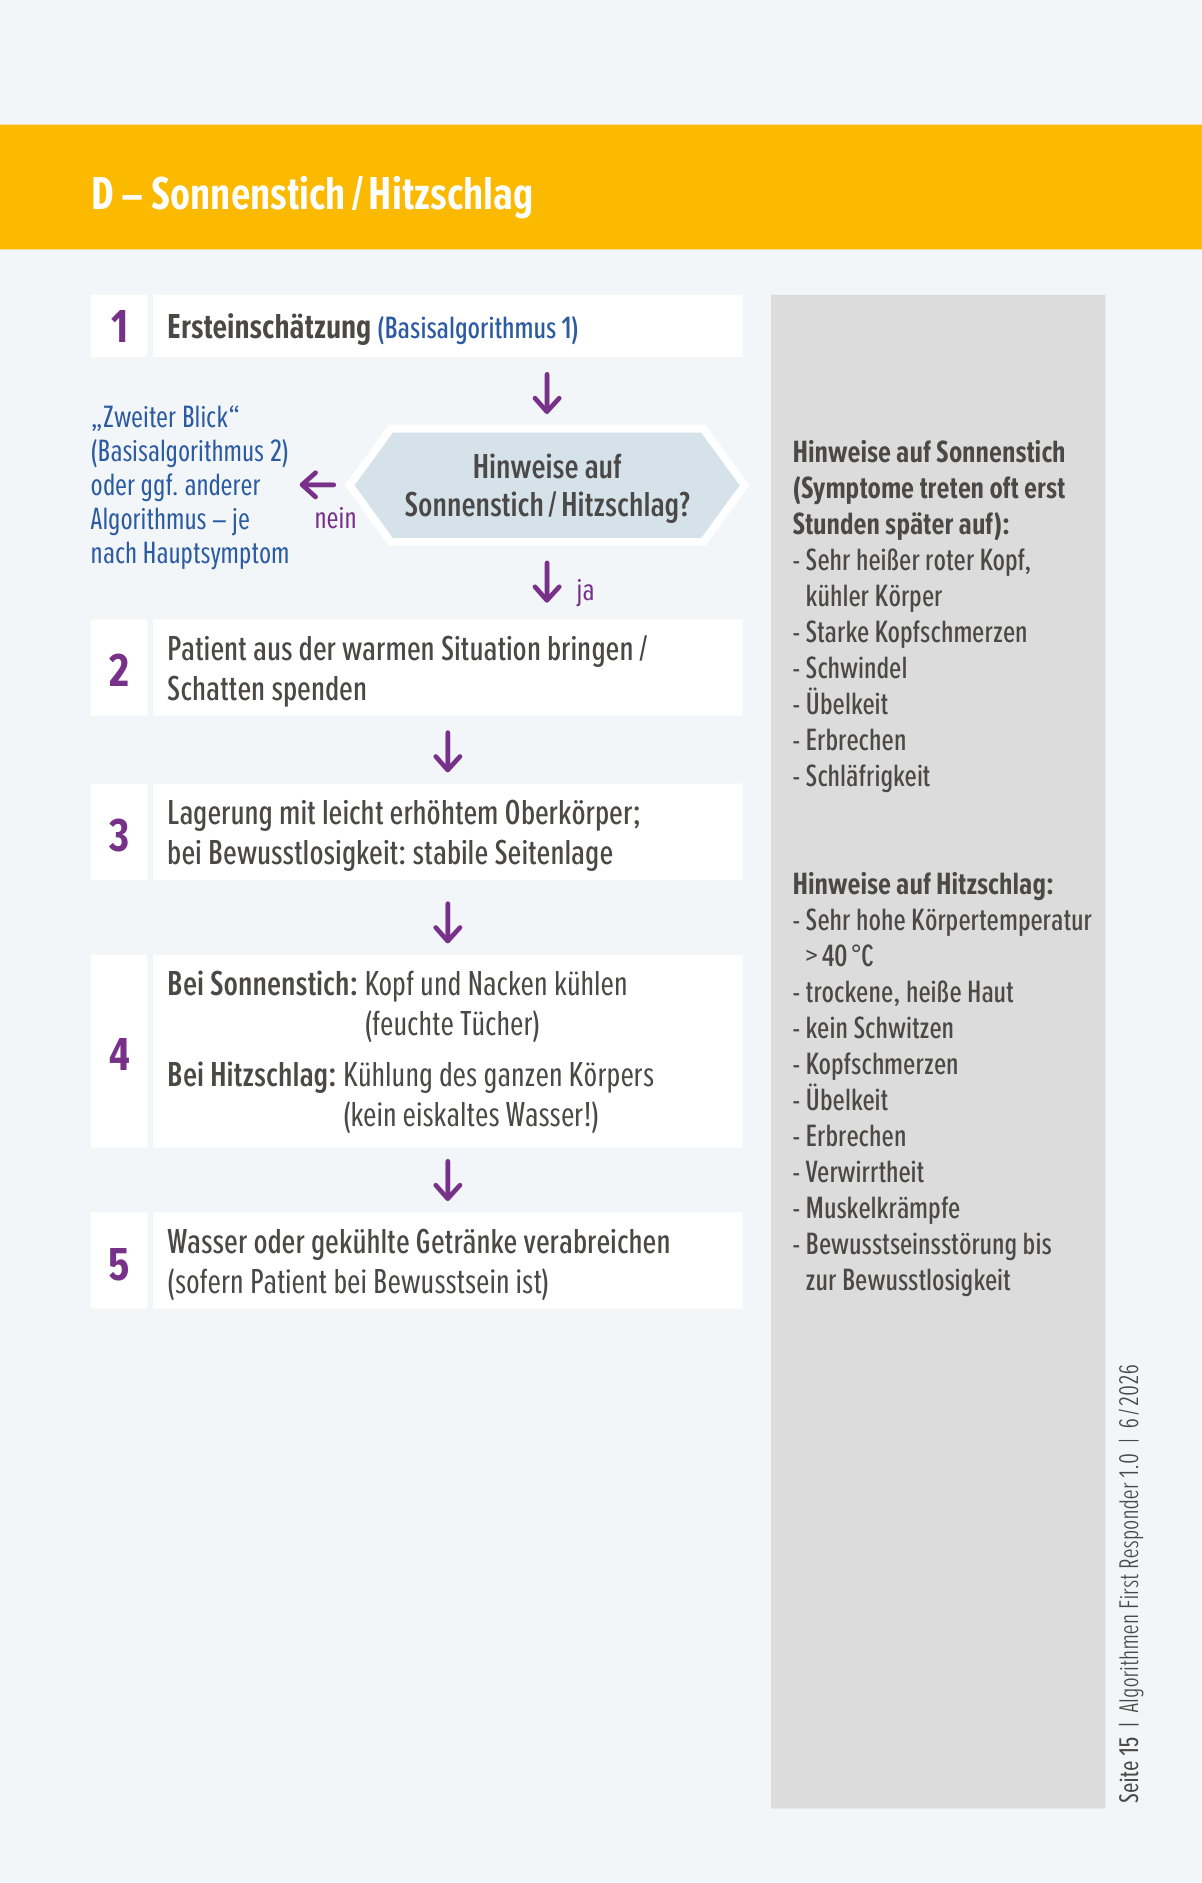 D – Sonnenstich / Hitzschlag
1
Ersteinschätzung (Basisalgorithmus 1)
„Zweiter Blick“
(Basisalgorithmus 2)
oder ggf. anderer
Algorithmus – je
nach Hauptsymptom
nein
Hinweise auf
Sonnenstich / Hitzschlag?
ja
2
Patient aus der warmen Situation bringen /
Schatten spenden
3
Lagerung mit leicht erhöhtem Oberkörper;
bei Bewusstlosigkeit: stabile Seitenlage
4
Bei Sonnenstich: Kopf und Nacken kühlen
(feuchte Tücher)
Bei Hitzschlag: Kühlung des ganzen Körpers
(kein eiskaltes Wasser!)
5
Wasser oder gekühlte Getränke verabreichen
(sofern Patient bei Bewusstsein ist)
Hinweise auf Sonnenstich
(Symptome treten oft erst
Stunden später auf):
- Sehr heißer roter Kopf,
kühler Körper
- Starke Kopfschmerzen
- Schwindel
- Übelkeit
- Erbrechen
- Schläfrigkeit
Hinweise auf Hitzschlag:
- Sehr hohe Körpertemperatur
> 40 °C
- trockene, heiße Haut
- kein Schwitzen
- Kopfschmerzen
- Übelkeit
- Erbrechen
- Verwirrtheit
- Muskelkrämpfe
- Bewusstseinsstörung bis
zur Bewusstlosigkeit
Seite 15 | Algorithmen First Responder 1.0 | 6 / 2026